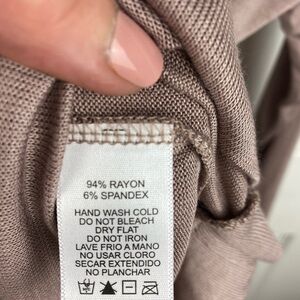 94% RAYON
6% SPANDEX
HAND WASH COLD
DO NOT BLEACH
DRY FLAT
DO NOT IRON
LAVE FRIO A MANO
NO USAR CLORO
SECAR EXTENDIDO
NO PLANCHAR